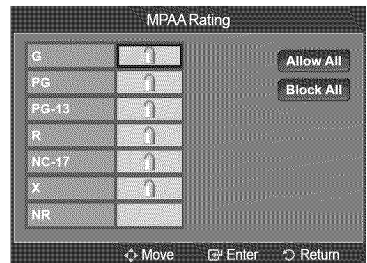 MPAA Rating
G
Allow All
PG
Block All
PG-13
R
NC-17
X
NR
Move Enter Return